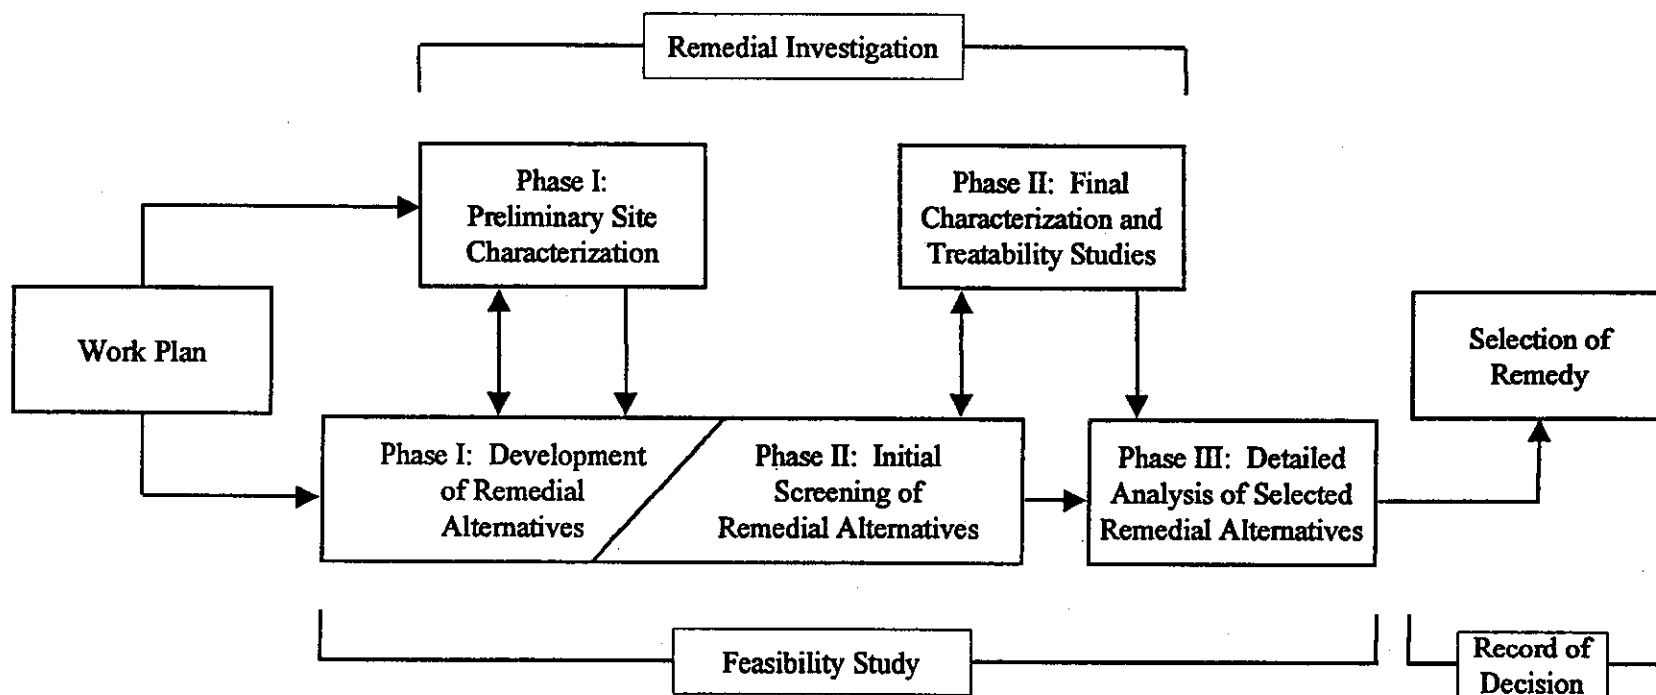 Remedial Investigation
Phase I:
Preliminary Site
Characterization
Phase II: Final
Characterization and
Treatability Studies
Work Plan
Selection of
Remedy
Phase I: Development
of Remedial
Alternatives
Phase II: Initial
Screening of
Remedial Alternatives
Phase III: Detailed
Analysis of Selected
Remedial Alternatives
Feasibility Study
Record of
Decision